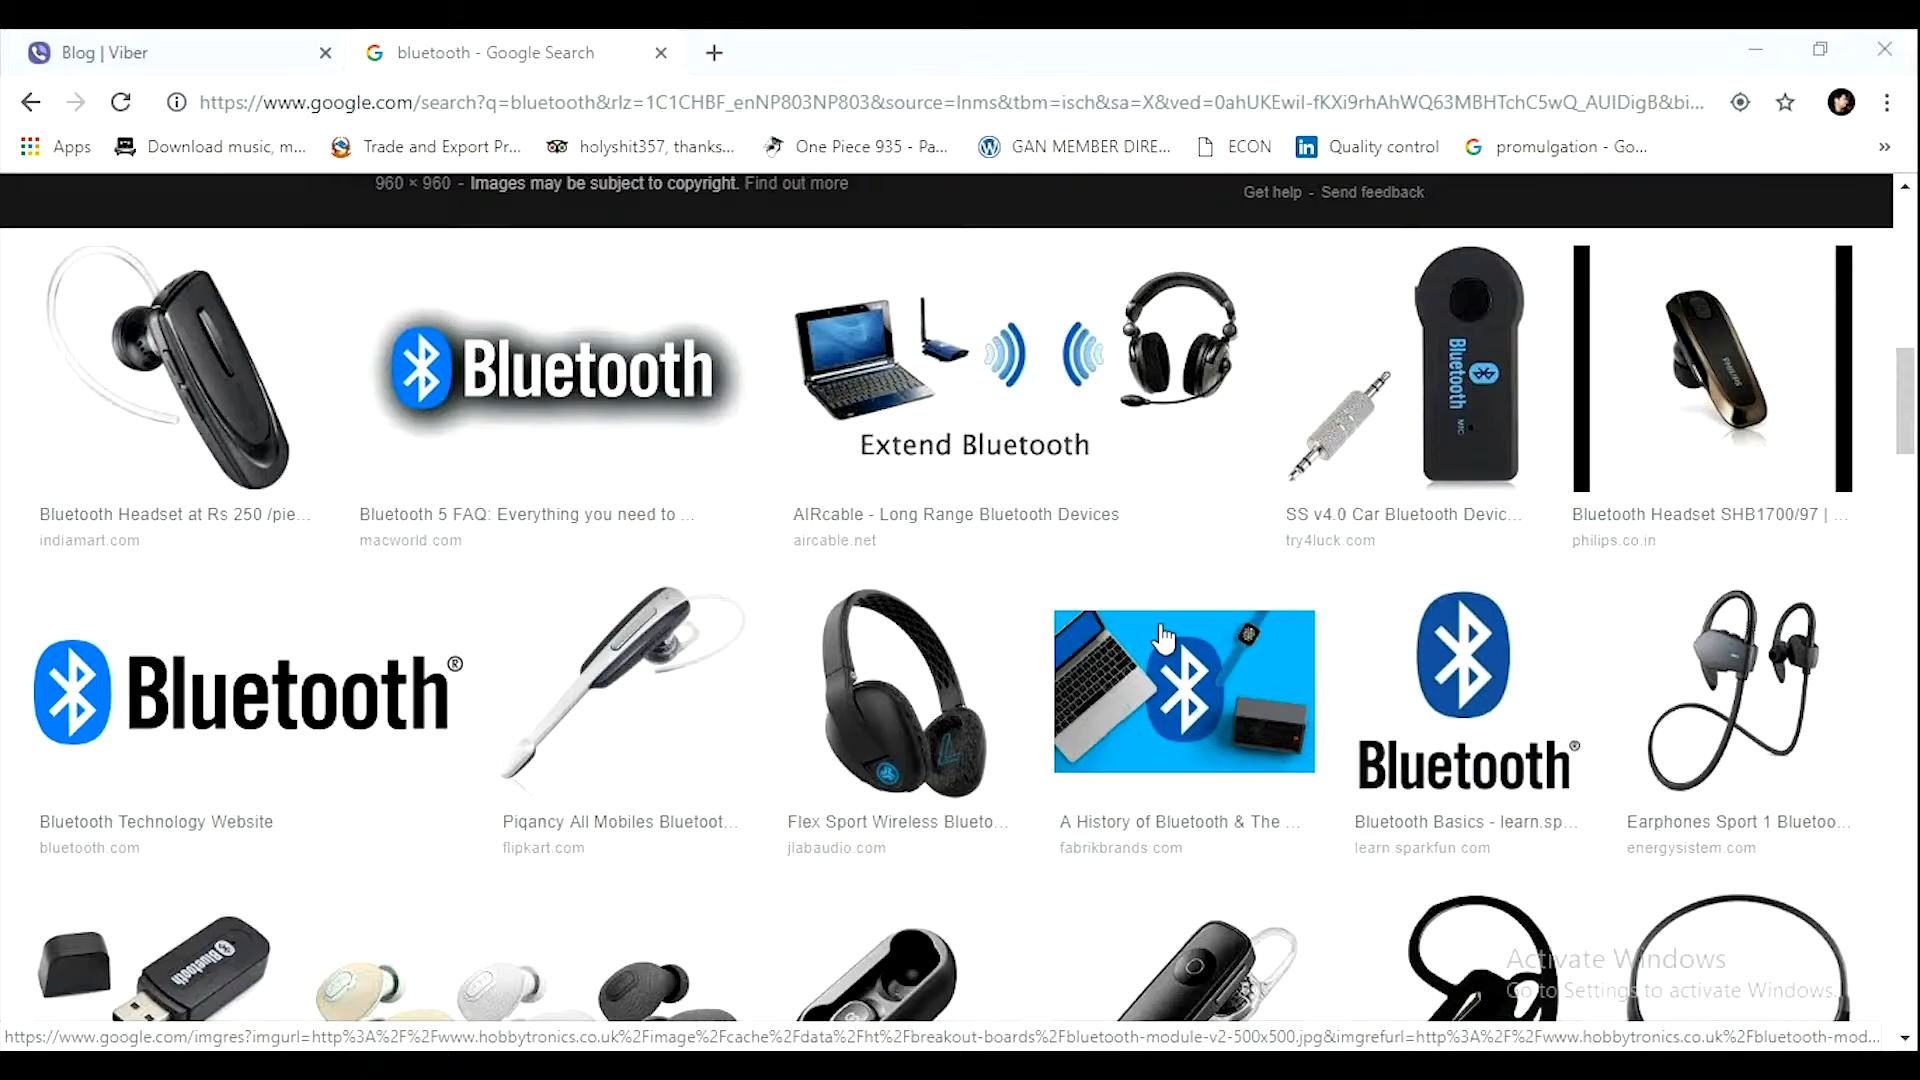 Blog | Viber
bluetooth - Google Search
https://www.google.com/search?q=bluetooth&rlz=1C1CHBF_enNP803NP803&source=lnms&tbm=isch&sa=X&ved=0ahUKEwiI-fKXi9rhAhWQ63MBHTchC5wQ_AUIDigB&bi...
Apps
Download music, m...
Trade and Export Pr...
holyshit357, thanks...
One Piece 935 - Pa...
GAN MEMBER DIRE...
ECON
Quality control
promulgation - Go...
»
960 × 960 - Images may be subject to copyright. Find out more
Get help - Send feedback
Bluetooth
Extend Bluetooth
Bluetooth
MIC
PHILIPS
Bluetooth Headset at Rs 250 /pie...
Bluetooth 5 FAQ: Everything you need to ...
AIRcable - Long Range Bluetooth Devices
SS v4.0 Car Bluetooth Devic...
Bluetooth Headset SHB1700/97 | ...
indiamart.com
macworld.com
aircable.net
try4luck.com
philips.co.in
Bluetooth®
Bluetooth®
Bluetooth Technology Website
Piqancy All Mobiles Bluetoot...
Flex Sport Wireless Blueto...
A History of Bluetooth & The ...
Bluetooth Basics - learn.sp...
Earphones Sport 1 Bluetoo...
bluetooth.com
flipkart.com
jlabaudio.com
fabrikbrands.com
learn.sparkfun.com
energysistem.com
Bluetooth
Activate Windows
Go to Settings to activate Windows.
https://www.google.com/imgres?imgurl=http%3A%2F%2Fwww.hobbytronics.co.uk%2Fimage%2Fcache%2Fdata%2Fht%2Fbreakout-boards%2Fbluetooth-module-v2-500x500.jpg&imgrefurl=http%3A%2F%2Fwww.hobbytronics.co.uk%2Fbluetooth-mod...